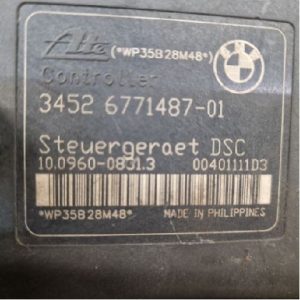 Ate (*WP35B28M48*)
Controller
3452 6771487-01
Steuergeraet DSC
10.0960-0831.3 00401111D3
*WP35B28M48* MADE IN PHILIPPINES